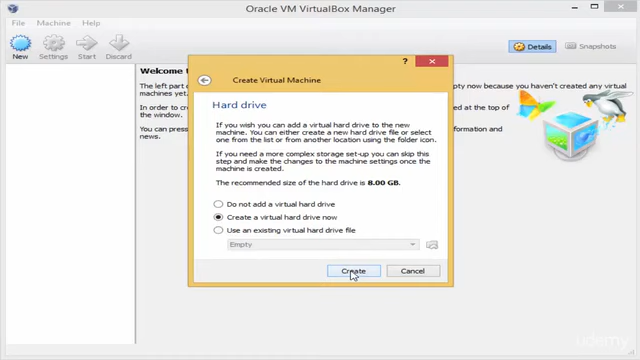 Oracle VM VirtualBox Manager
File Machine Help
New Settings Start Discard
Details Snapshots
Welcome t
The left part o
pty now because you haven't created any virtual
machines yet.
In order to c
ed at the top of
the window.
You can press
ormation and
news.
?
Create Virtual Machine
Hard drive
If you wish you can add a virtual hard drive to the new
machine. You can either create a new hard drive file or select
one from the list or from another location using the folder icon.
If you need a more complex storage set-up you can skip this
step and make the changes to the machine settings once the
machine is created.
The recommended size of the hard drive is 8.00 GB.
Do not add a virtual hard drive
Create a virtual hard drive now
Use an existing virtual hard drive file
Empty
Create Cancel
udemy